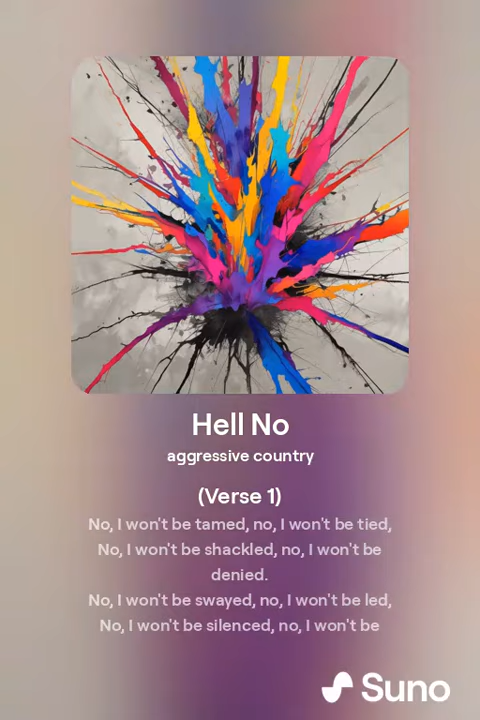 Hell No
aggressive country
(Verse 1)
No, I won't be tamed, no, I won't be tied,
No, I won't be shackled, no, I won't be
denied.
No, I won't be swayed, no, I won't be led,
No, I won't be silenced, no, I won't be
Suno